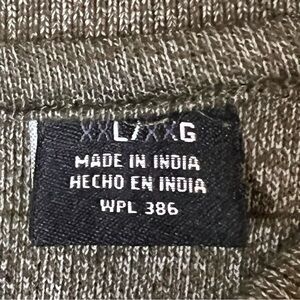 XXL/XXG
MADE IN INDIA
HECHO EN INDIA
WPL 386